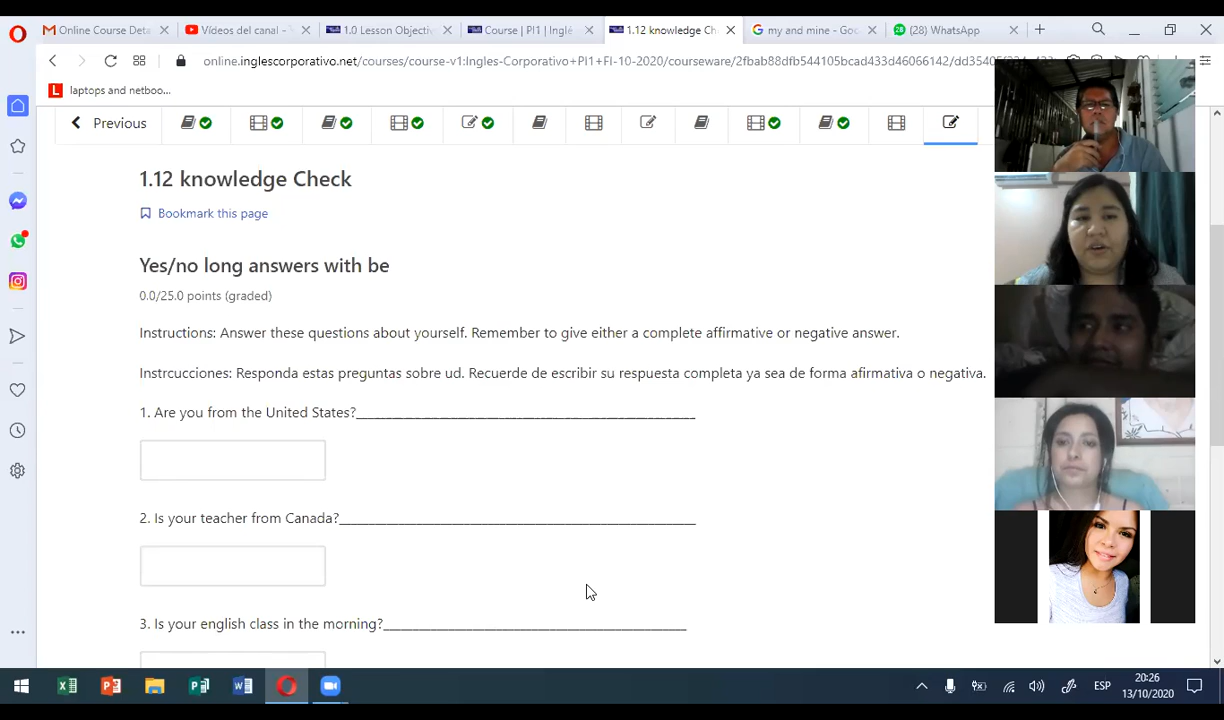 Online Course Deta
Vídeos del canal - Y
1.0 Lesson Objectiv
Course | PI1 | Inglé
1.12 knowledge Ch
my and mine - Goo
(28) WhatsApp
online.inglescorporativo.net/courses/course-v1:Ingles-Corporativo+PI1+FI-10-2020/courseware/2fbab88dfb544105bcad433d46066142/dd35405
laptops and netboo...
Previous
1.12 knowledge Check
Bookmark this page
Yes/no long answers with be
0.0/25.0 points (graded)
Instructions: Answer these questions about yourself. Remember to give either a complete affirmative or negative answer.
Instrcucciones: Responda estas preguntas sobre ud. Recuerde de escribir su respuesta completa ya sea de forma afirmativa o negativa.
1. Are you from the United States?
2. Is your teacher from Canada?
3. Is your english class in the morning?
ESP
20:26
13/10/2020